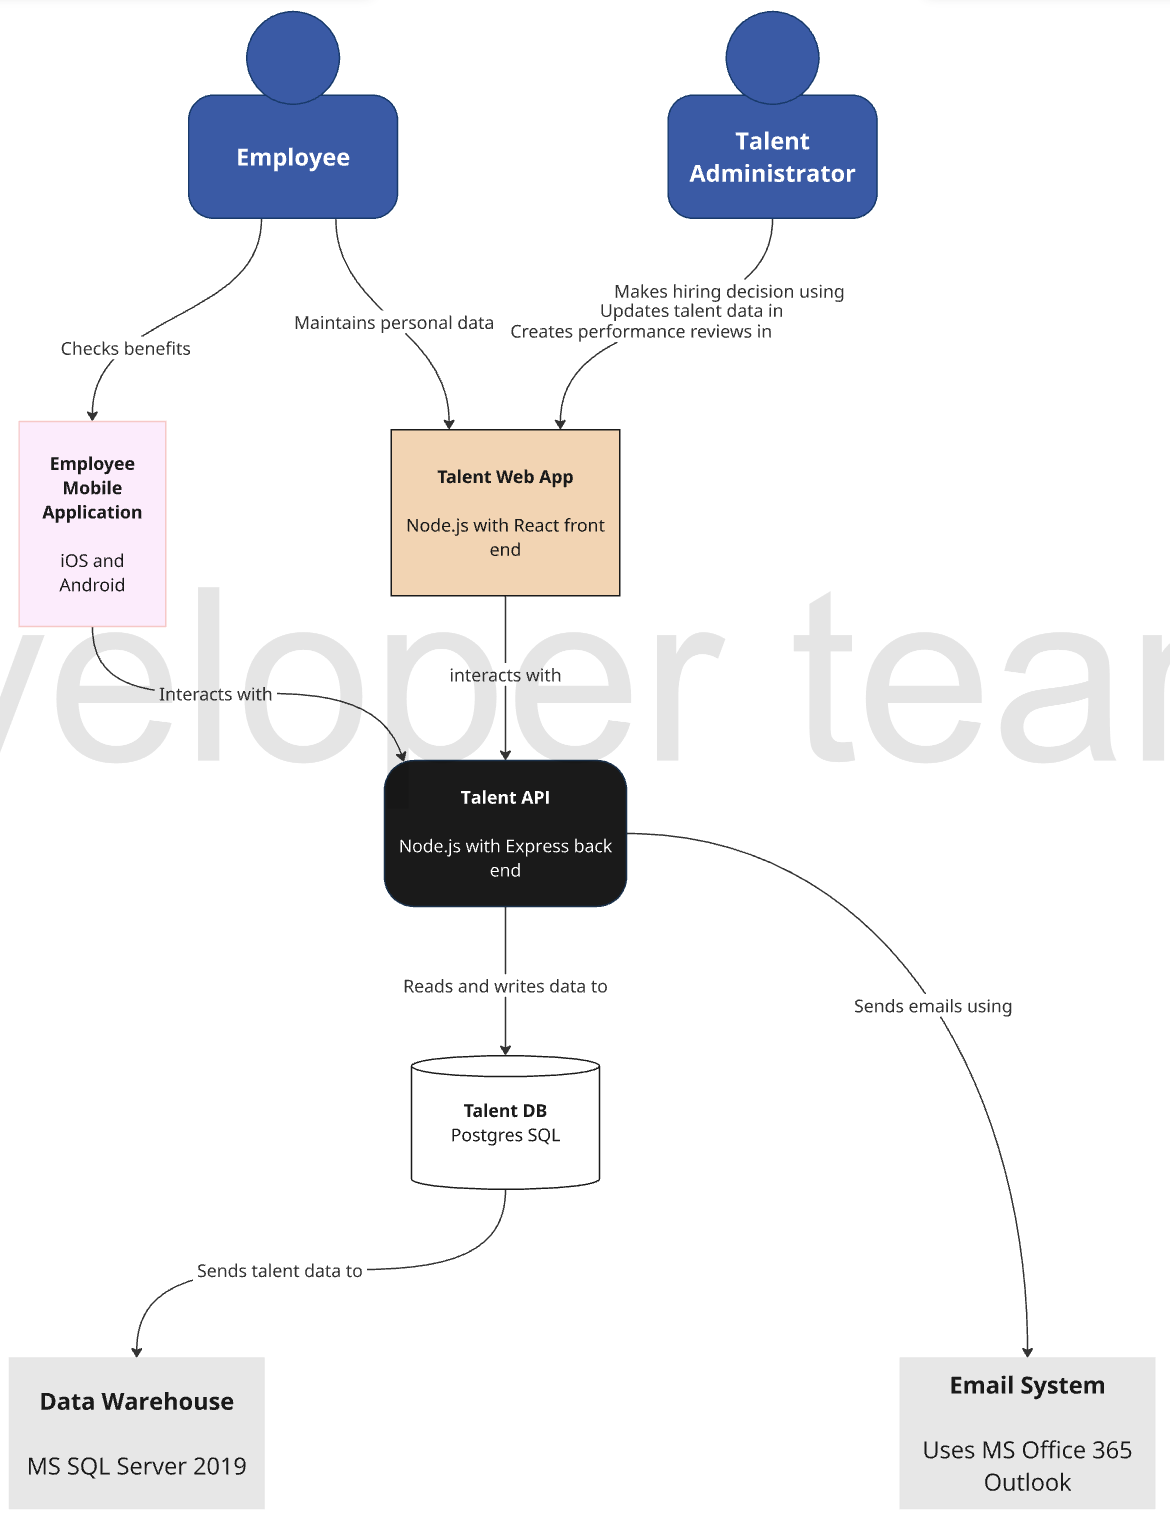 Employee
Talent
Administrator
Makes hiring decision using
Updates talent data in
Creates performance reviews in
Maintains personal data
Checks benefits
Employee
Mobile
Application
iOS and
Android
Talent Web App
Node.js with React front
end
veloper tear
Interacts with
interacts with
Talent API
Node.js with Express back
end
Reads and writes data to
Sends emails using
Talent DB
Postgres SQL
Sends talent data to
Data Warehouse
MS SQL Server 2019
Email System
Uses MS Office 365
Outlook